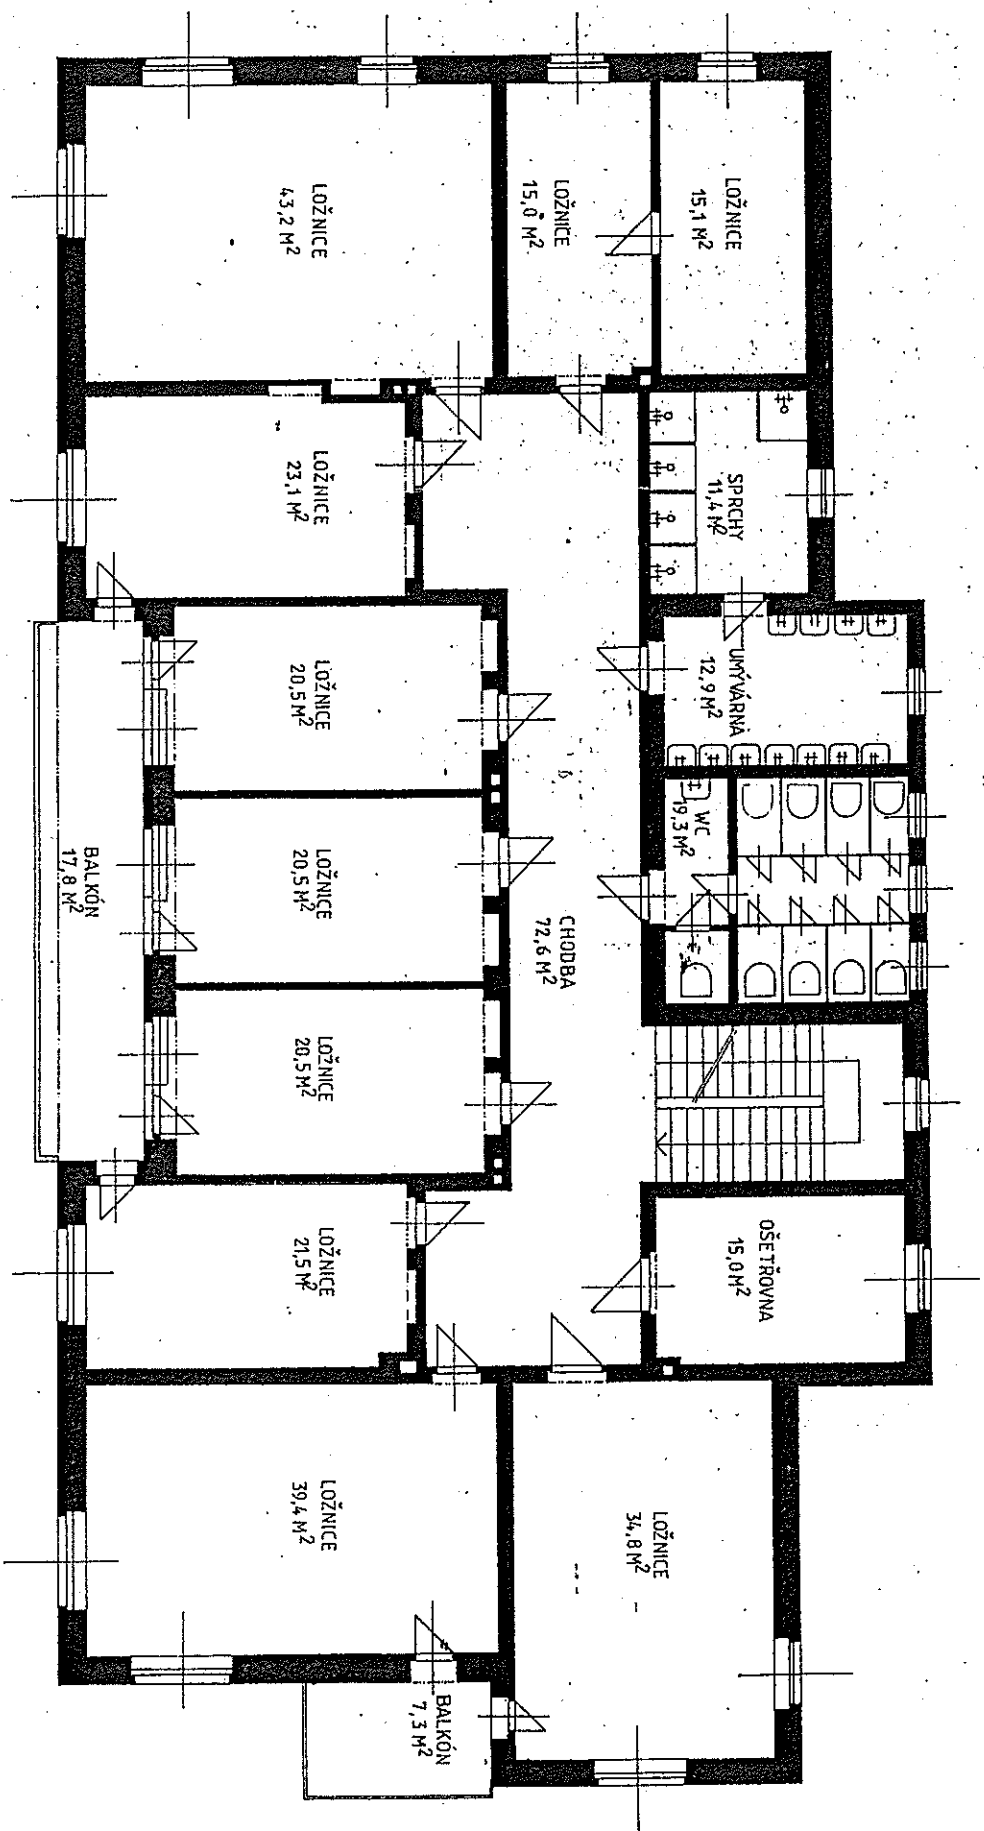 LOŽNICE
43,2 M²
LOŽNICE
15,0 M²
LOŽNICE
15,1 M²
LOŽNICE
23,1 M²
SPRCHY
11,4 M²
LOŽNICE
20,5 M²
UMÝVÁRNA
12,9 M²
LOŽNICE
20,5 M²
WC
19,3 M²
BALKÓN
17,8 M²
CHODBA
72,6 M²
LOŽNICE
20,5 M²
LOŽNICE
21,5 M²
OŠETŘOVNA
15,0 M²
LOŽNICE
39,4 M²
LOŽNICE
34,8 M²
BALKÓN
7,3 M²